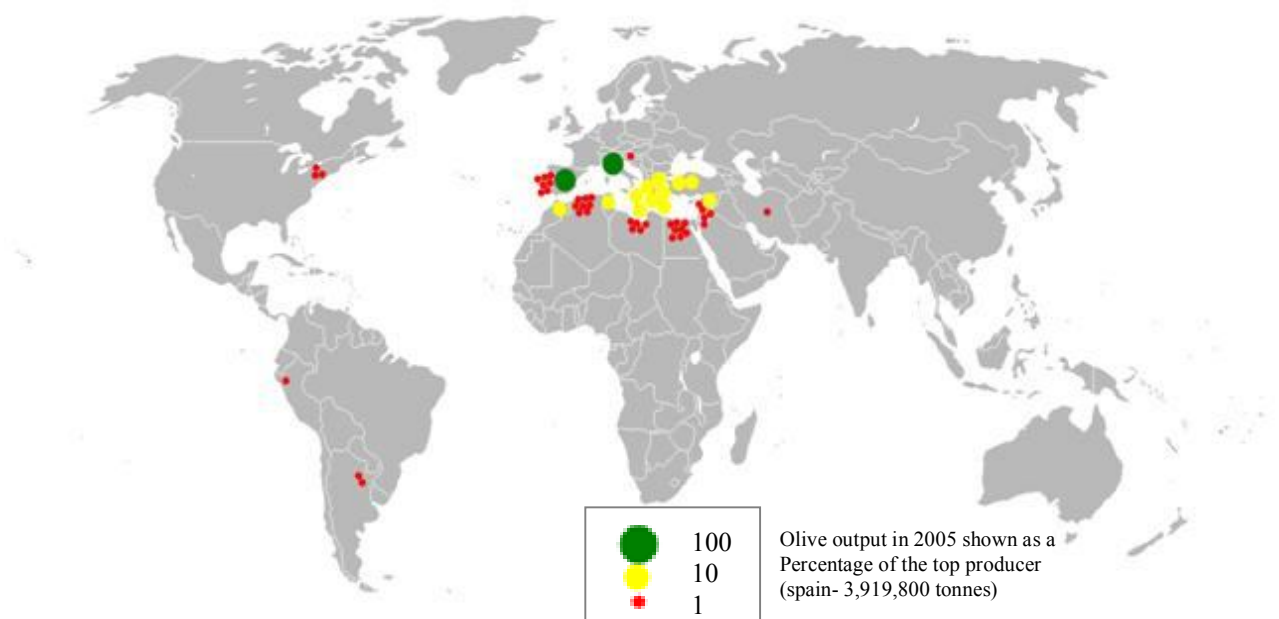 100
10
1
Olive output in 2005 shown as a
Percentage of the top producer
(spain- 3,919,800 tonnes)